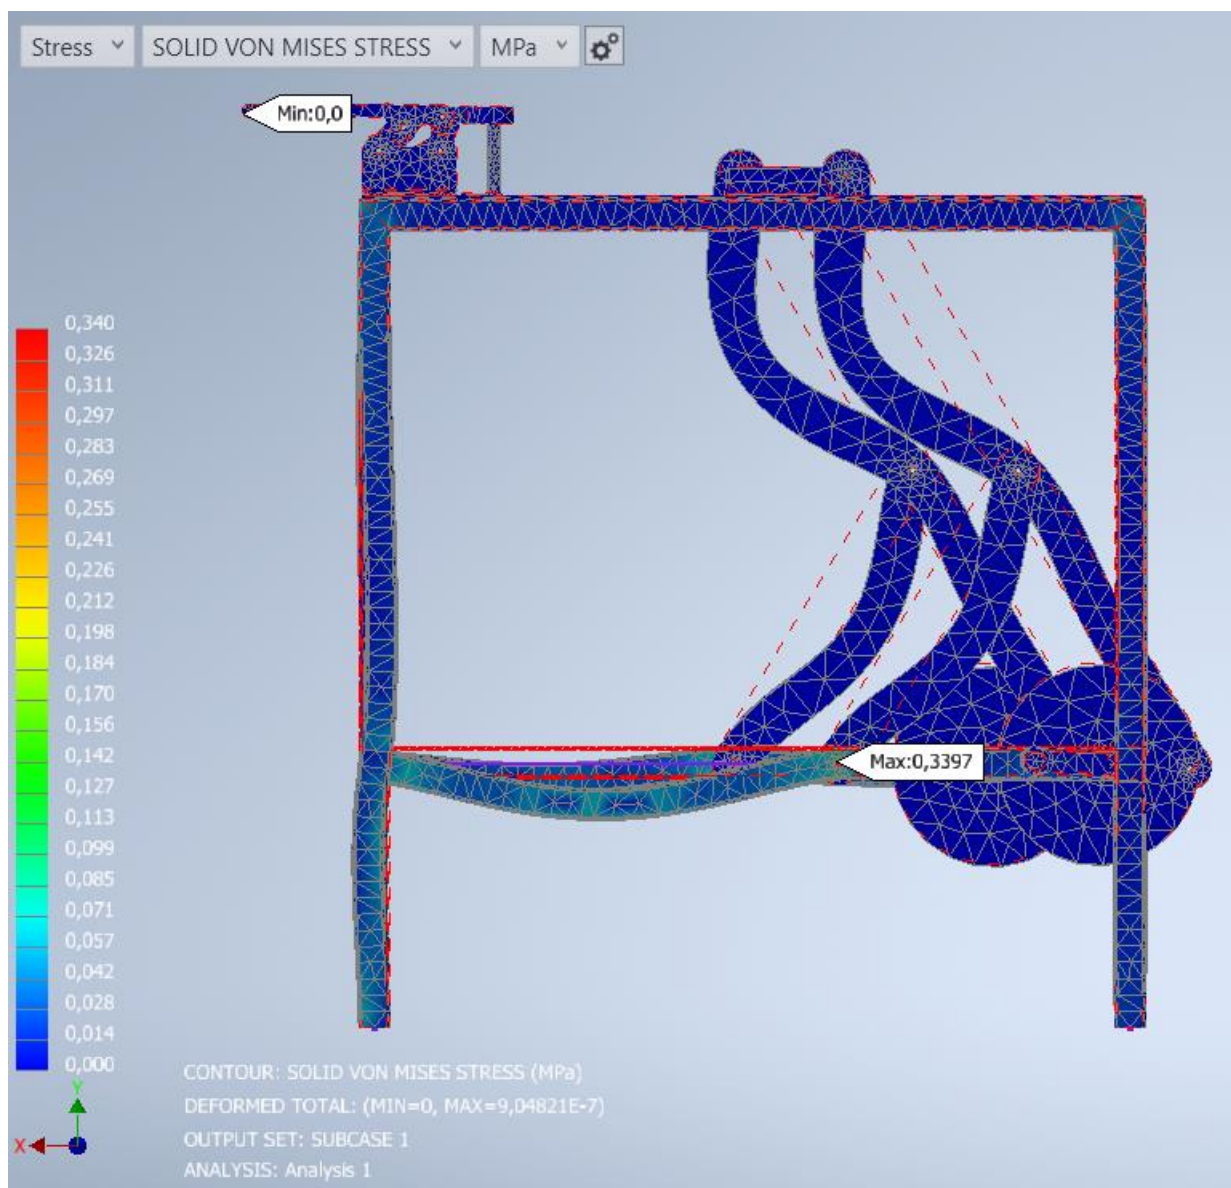 Stress SOLID VON MISES STRESS MPa
Min:0,0
Max:0,3397
0,340
0,326
0,311
0,297
0,283
0,269
0,255
0,241
0,226
0,212
0,198
0,184
0,170
0,156
0,142
0,127
0,113
0,099
0,085
0,071
0,057
0,042
0,028
0,014
0,000
Y
X
CONTOUR: SOLID VON MISES STRESS (MPa)
DEFORMED TOTAL: (MIN=0, MAX=9,04821E-7)
OUTPUT SET: SUBCASE 1
ANALYSIS: Analysis 1